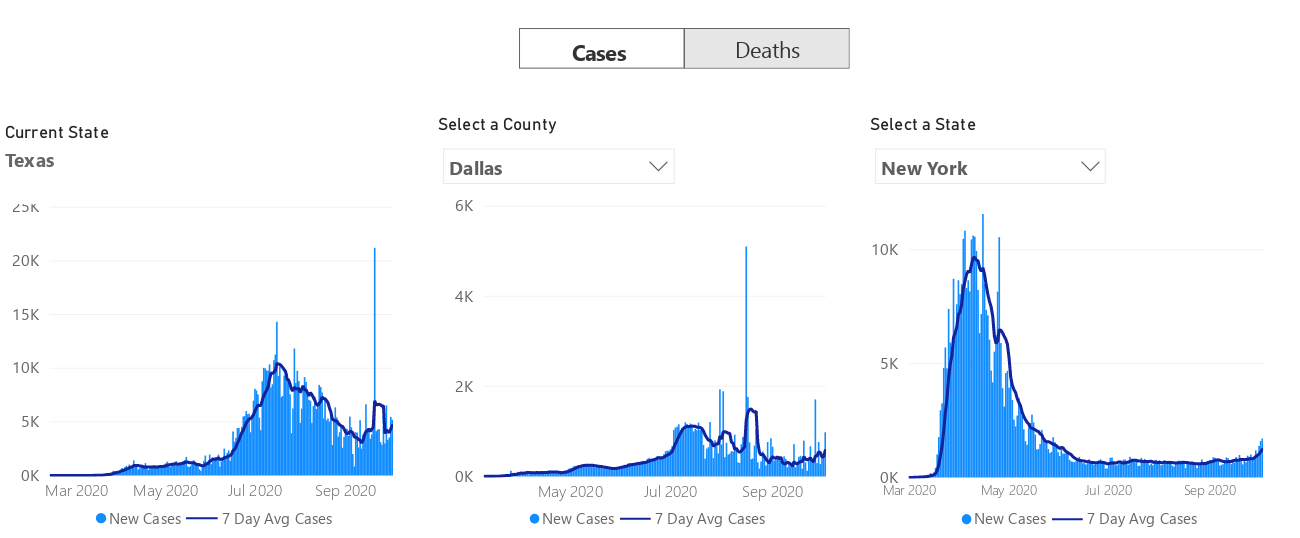 Cases Deaths
Current State
Texas
25K
20K
15K
10K
5K
0K
Mar 2020 May 2020 Jul 2020 Sep 2020
New Cases 7 Day Avg Cases
Select a County
Dallas
6K
4K
2K
0K
May 2020 Jul 2020 Sep 2020
New Cases 7 Day Avg Cases
Select a State
New York
10K
5K
0K
Mar 2020 May 2020 Jul 2020 Sep 2020
New Cases 7 Day Avg Cases